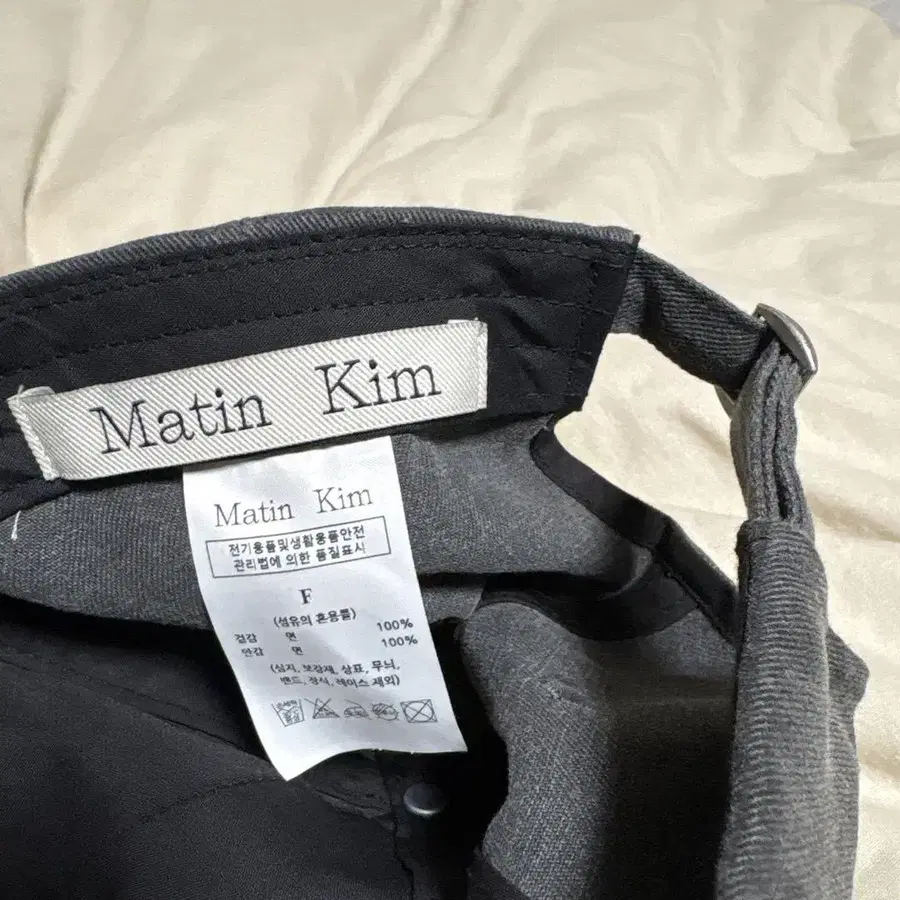 Matin Kim
Matin Kim
전기용품및생활용품안전
관리법에 의한 품질표시
F
(섬유의 혼용률)
겉감 면 100%
안감 면 100%
(심지, 보강재, 상표, 무늬,
밴드, 장식, 레이스 제외)